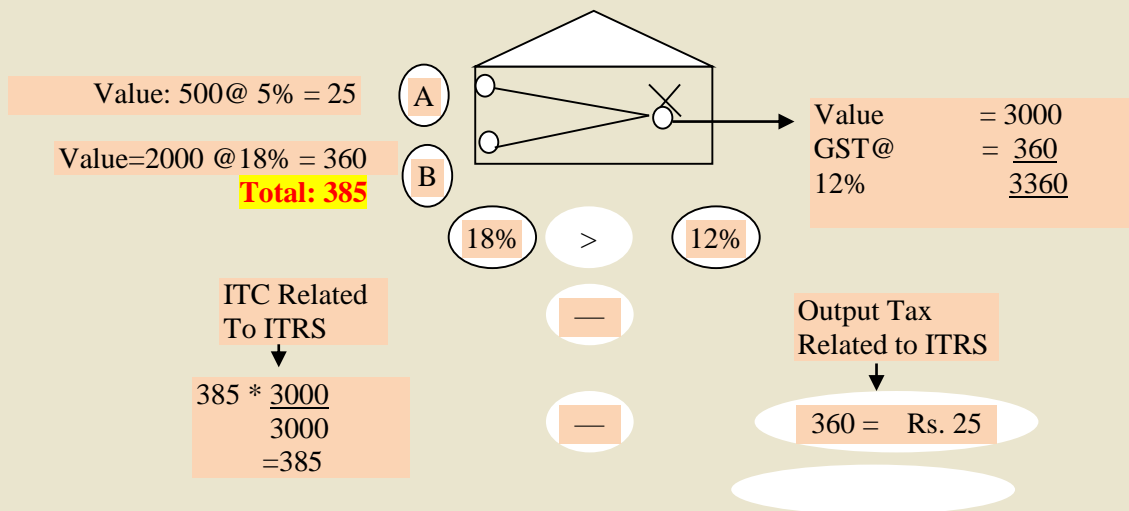 Value: 500@ 5% = 25
A
Value=2000 @18% = 360
B
Total: 385
Value = 3000
GST@ = 360
12% 3360
18% > 12%
ITC Related
To ITRS
—
Output Tax
Related to ITRS
385 * 3000
3000
=385
—
360 = Rs. 25